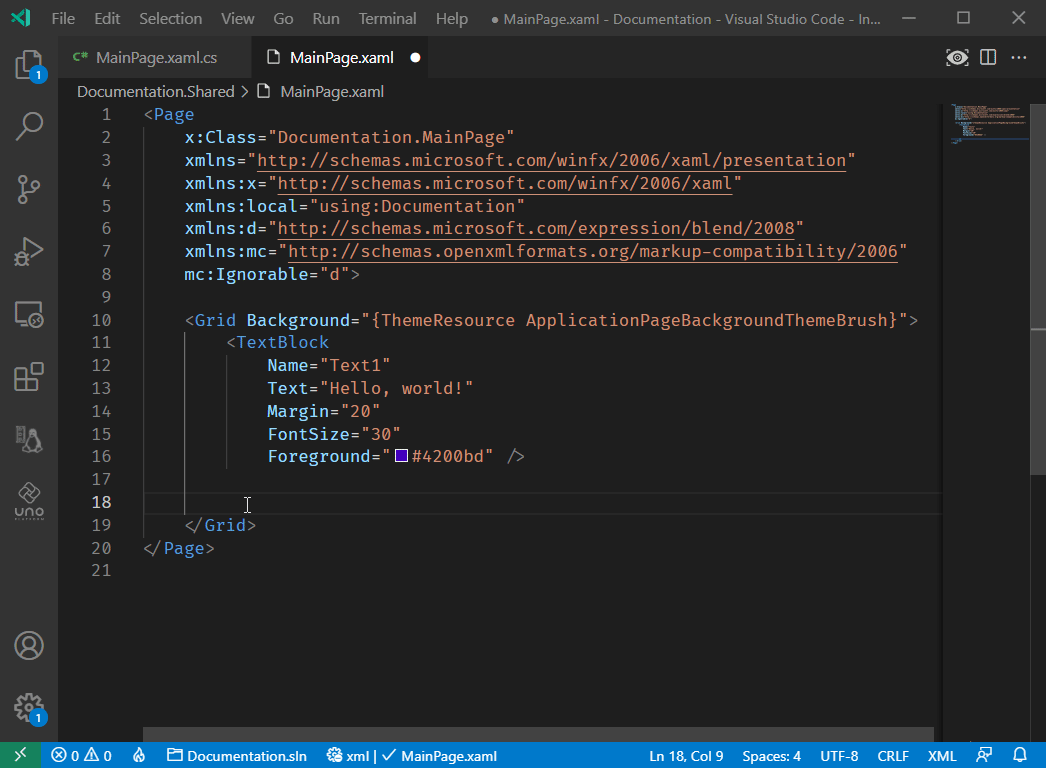 File Edit Selection View Go Run Terminal Help ● MainPage.xaml - Documentation - Visual Studio Code - In...
C# MainPage.xaml.cs MainPage.xaml ●
Documentation.Shared > MainPage.xaml
1 <Page
2 x:Class="Documentation.MainPage"
3 xmlns="http://schemas.microsoft.com/winfx/2006/xaml/presentation"
4 xmlns:x="http://schemas.microsoft.com/winfx/2006/xaml"
5 xmlns:local="using:Documentation"
6 xmlns:d="http://schemas.microsoft.com/expression/blend/2008"
7 xmlns:mc="http://schemas.openxmlformats.org/markup-compatibility/2006"
8 mc:Ignorable="d">
9
10 <Grid Background="{ThemeResource ApplicationPageBackgroundThemeBrush}">
11 <TextBlock
12 Name="Text1"
13 Text="Hello, world!"
14 Margin="20"
15 FontSize="30"
16 Foreground="#4200bd" />
17
18
19 </Grid>
20 </Page>
21
1
UNO
PLATFORM
1
0 0 Documentation.sln xml | MainPage.xaml Ln 18, Col 9 Spaces: 4 UTF-8 CRLF XML